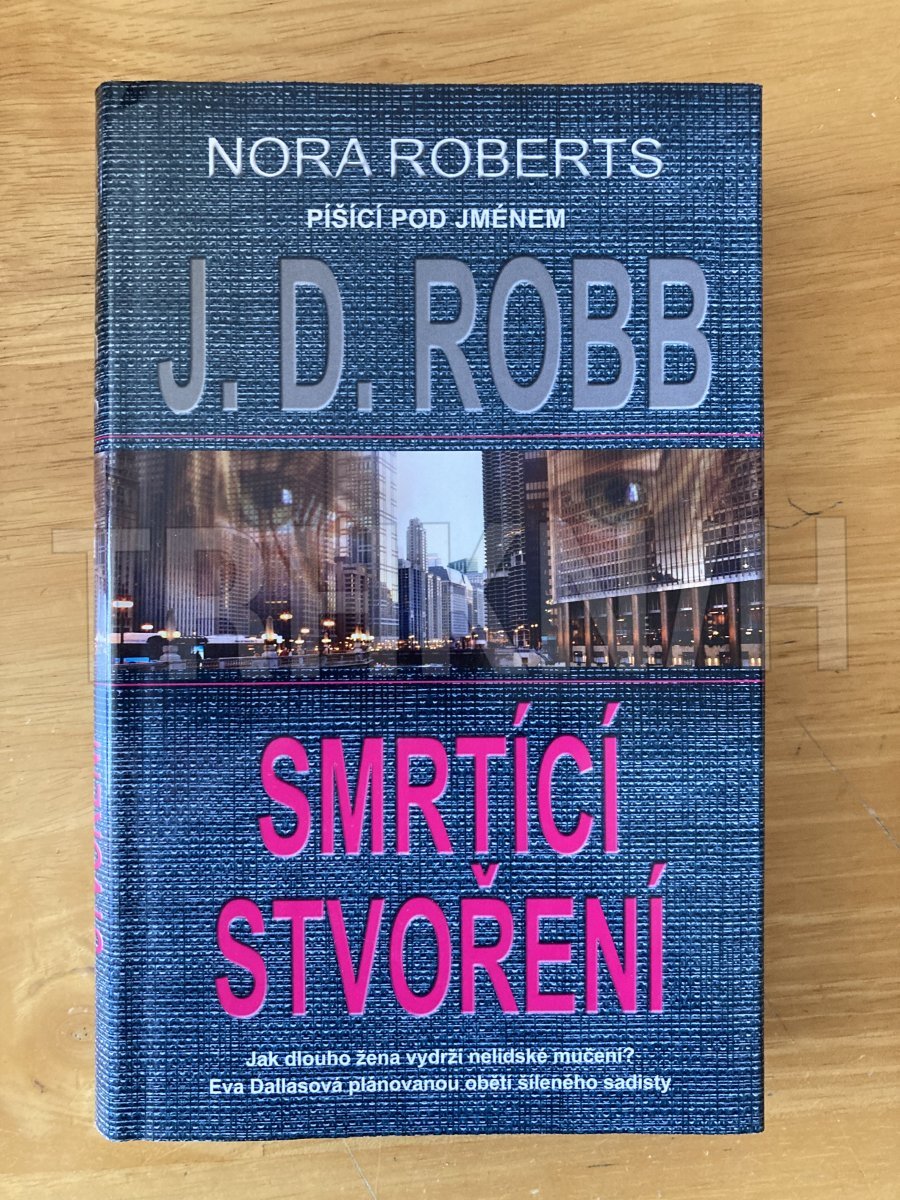 NORA ROBERTS
PÍŠÍCÍ POD JMÉNEM
J. D. ROBB
SMRTÍCÍ
STVOŘENÍ
Jak dlouho žena vydrží nelidské mučení?
Eva Dallasová plánovanou obětí šíleného sadisty